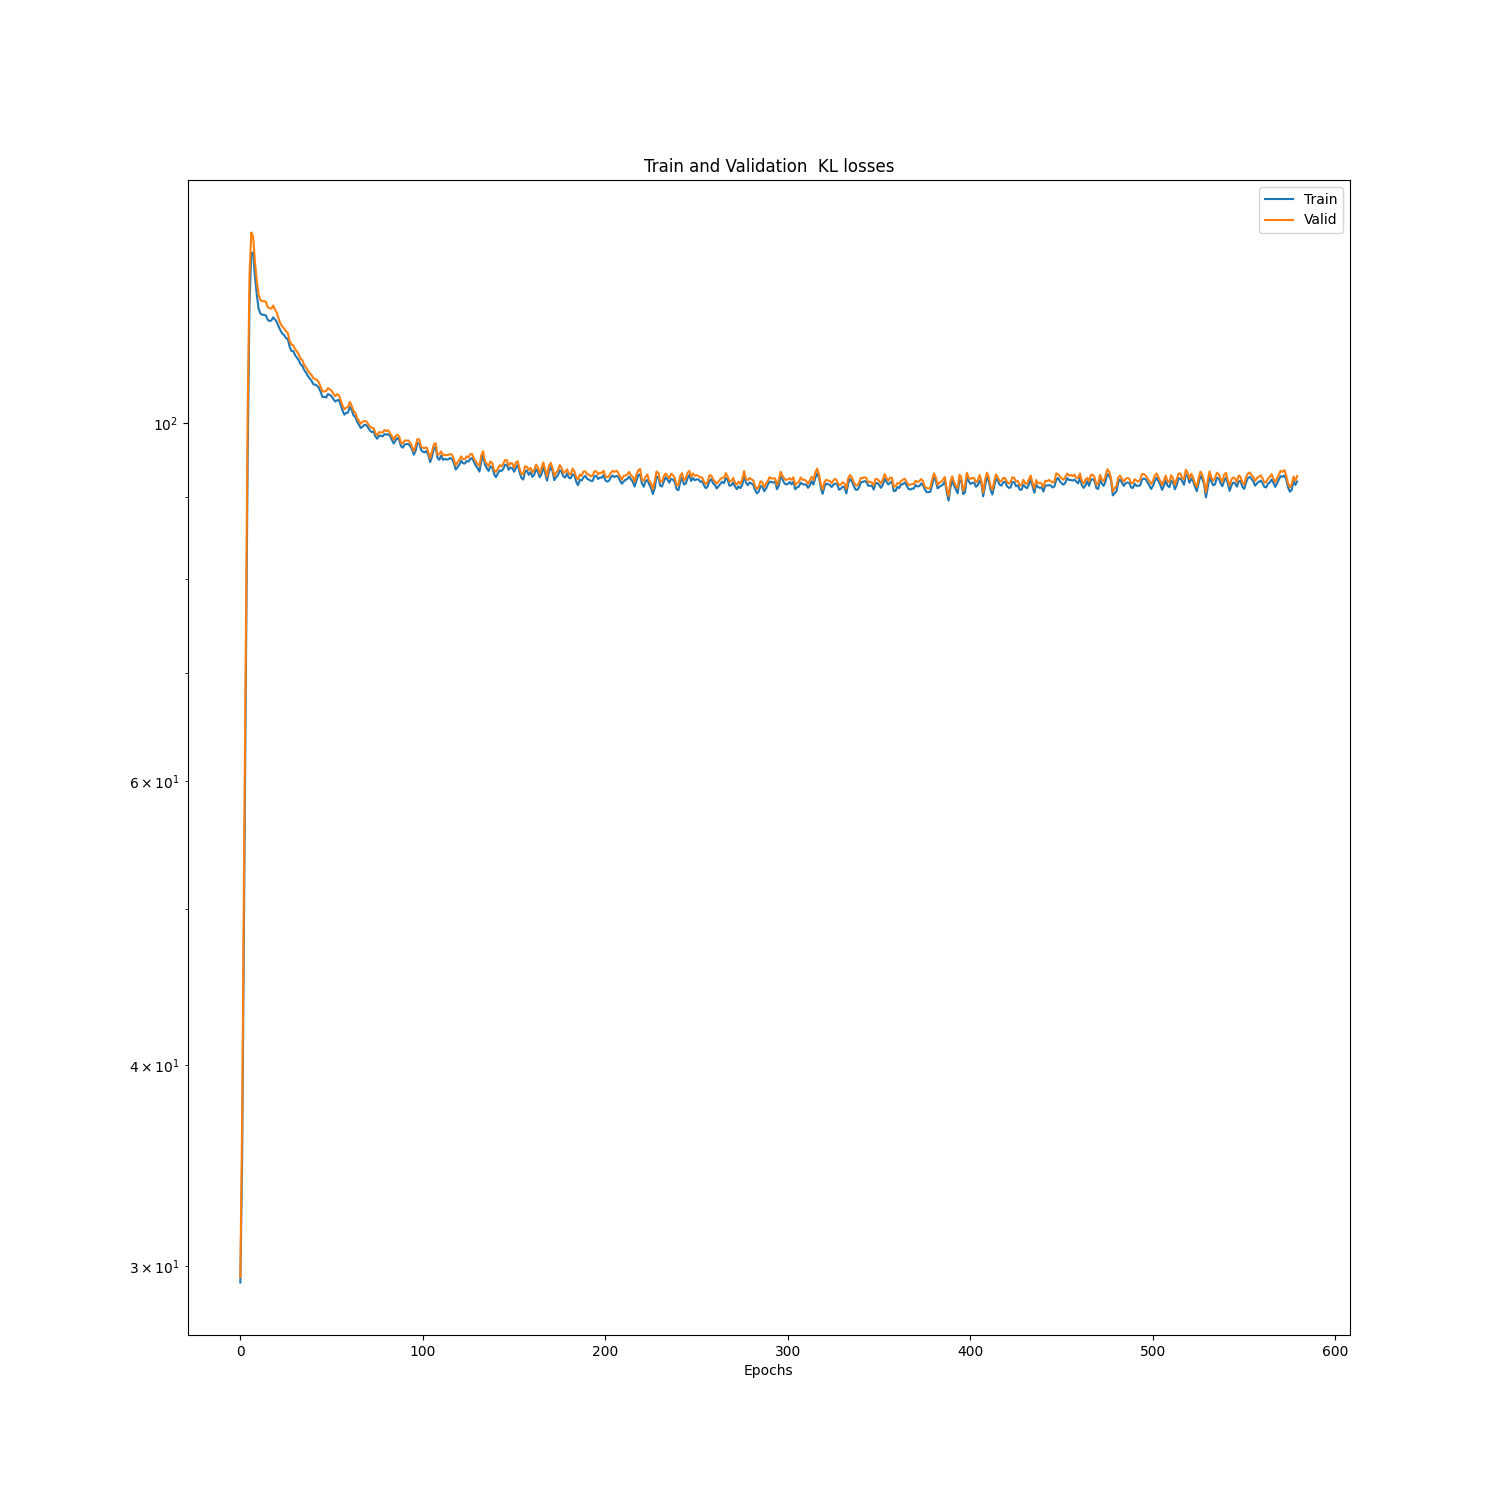 Train and Validation  KL losses
Train
Valid
10²
6 × 10¹
4 × 10¹
3 × 10¹
0 100 200 300 400 500 600
Epochs